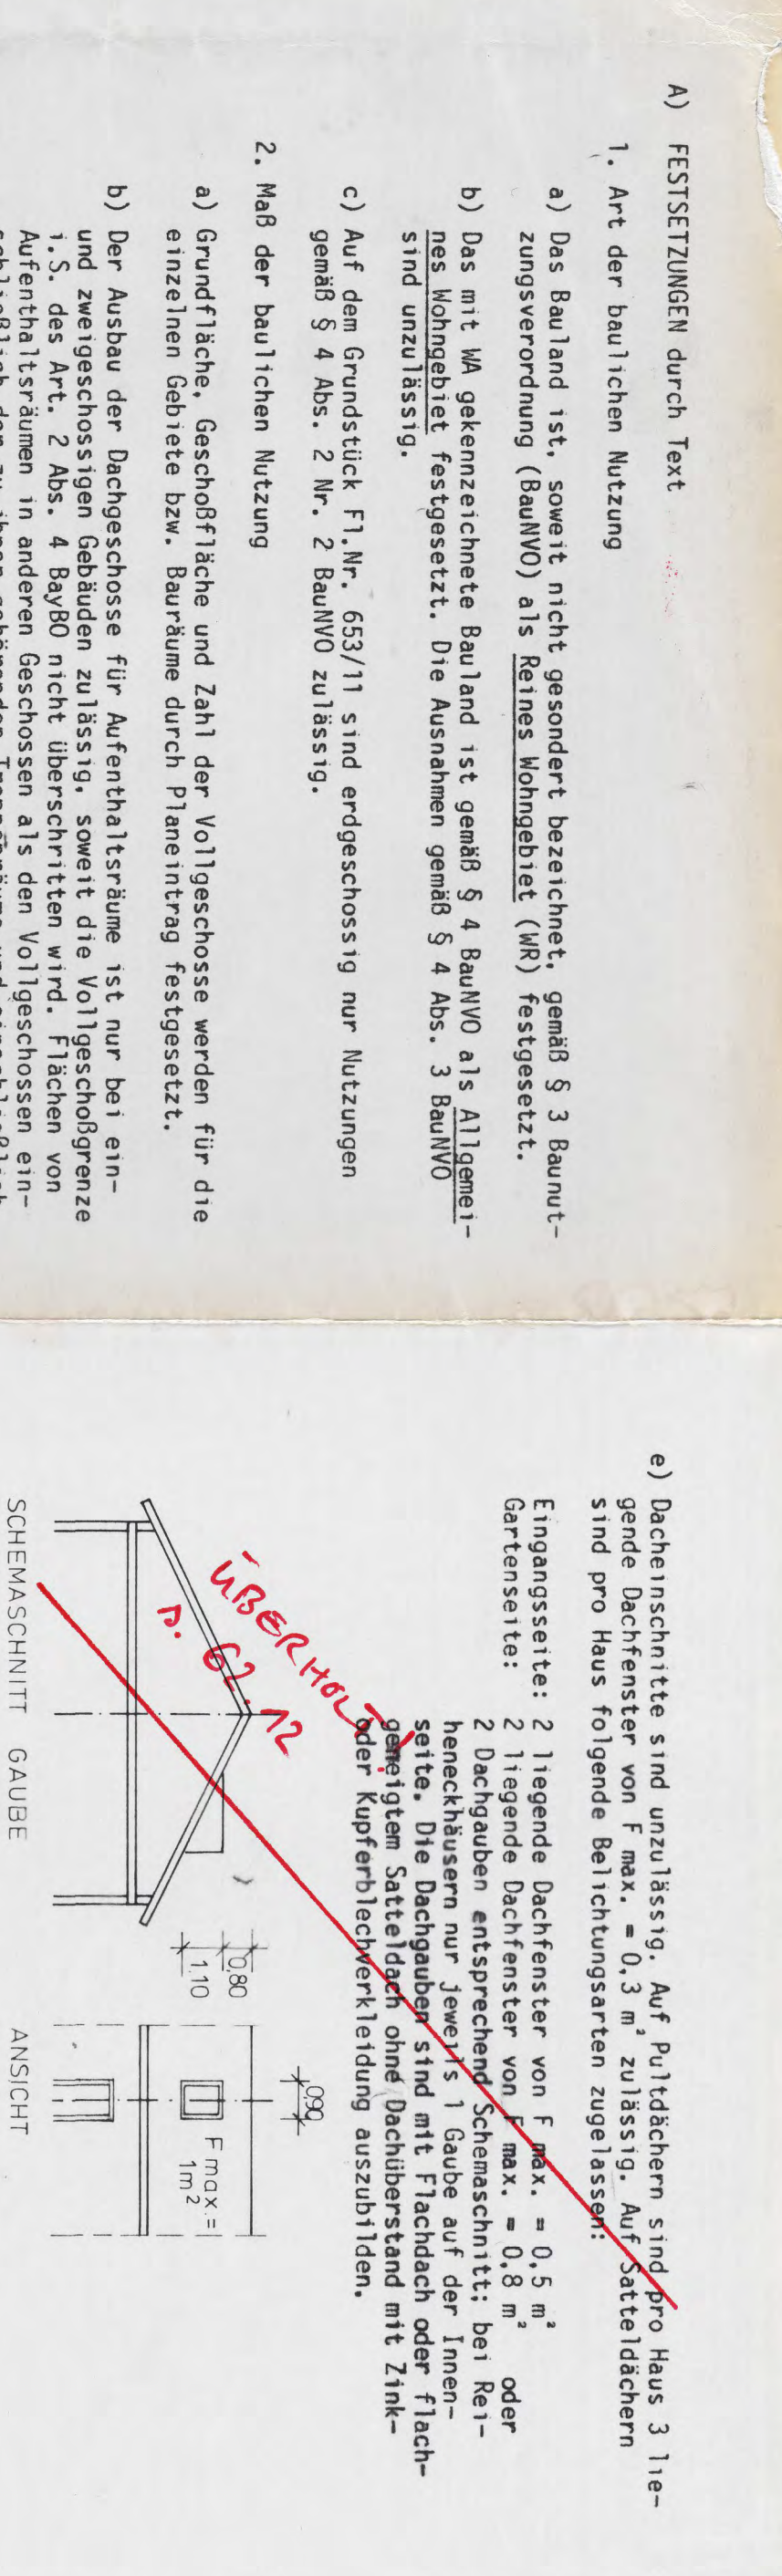 A) FESTSETZUNGEN durch Text
1. Art der baulichen Nutzung
a) Das Bauland ist, soweit nicht gesondert bezeichnet, gemäß § 3 Baunut-
zungsverordnung (BauNVO) als Reines Wohngebiet (WR) festgesetzt.
b) Das mit WA gekennzeichnete Bauland ist gemäß § 4 BauNVO als Allgemei-
nes Wohngebiet festgesetzt. Die Ausnahmen gemäß § 4 Abs. 3 BauNVO
sind unzulässig.
c) Auf dem Grundstück Fl.Nr. 653/11 sind erdgeschossig nur Nutzungen
gemäß § 4 Abs. 2 Nr. 2 BauNVO zulässig.
2. Maß der baulichen Nutzung
a) Grundfläche, Geschoßfläche und Zahl der Vollgeschosse werden für die
einzelnen Gebiete bzw. Bauräume durch Planeintrag festgesetzt.
b) Der Ausbau der Dachgeschosse für Aufenthaltsräume ist nur bei ein-
und zweigeschossigen Gebäuden zulässig, soweit die Vollgeschoßgrenze
i.S. des Art. 2 Abs. 4 BayBO nicht überschritten wird. Flächen von
Aufenthaltsräumen in anderen Geschossen als den Vollgeschossen ein-
e) Dacheinschnitte sind unzulässig. Auf Pultdächern sind pro Haus 3 lie-
gende Dachfenster von F max. = 0,3 m² zulässig. Auf Satteldächern
sind pro Haus folgende Belichtungsarten zugelassen:
Eingangsseite: 2 liegende Dachfenster von F max. = 0,5 m²
Gartenseite: 2 liegende Dachfenster von F max. = 0,8 m² oder
2 Dachgauben entsprechend Schemaschnitt; bei Rei-
heneckhäusern nur jeweils 1 Gaube auf der Innen-
seite. Die Dachgauben sind mit Flachdach oder flach-
geneigtem Satteldach ohne Dachüberstand mit Zink-
oder Kupferblechverkleidung auszubilden.
ÜBERHOLT!
D. 62.12
0,90
0,80
1,10
F max.=
1m²
SCHEMASCHNITT GAUBE
ANSICHT